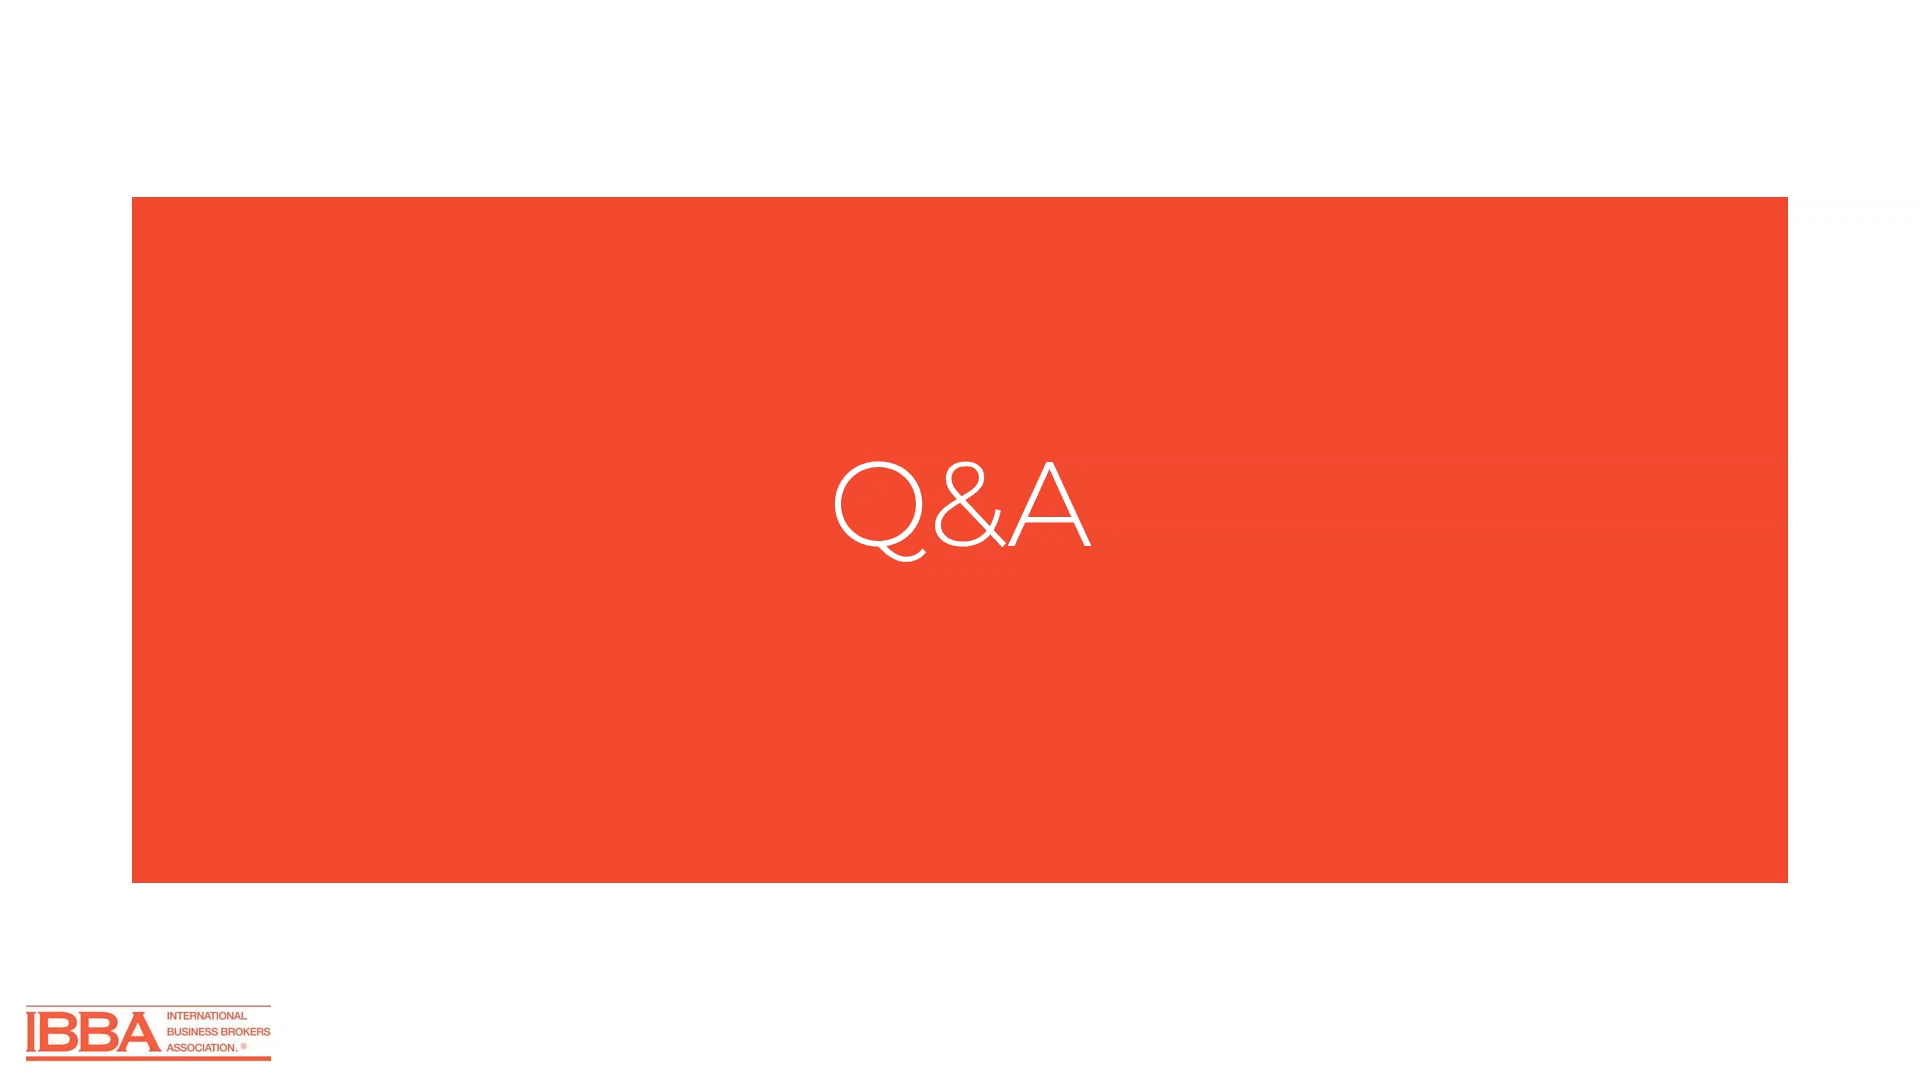 Q&A
IBBA
INTERNATIONAL
BUSINESS BROKERS
ASSOCIATION.®